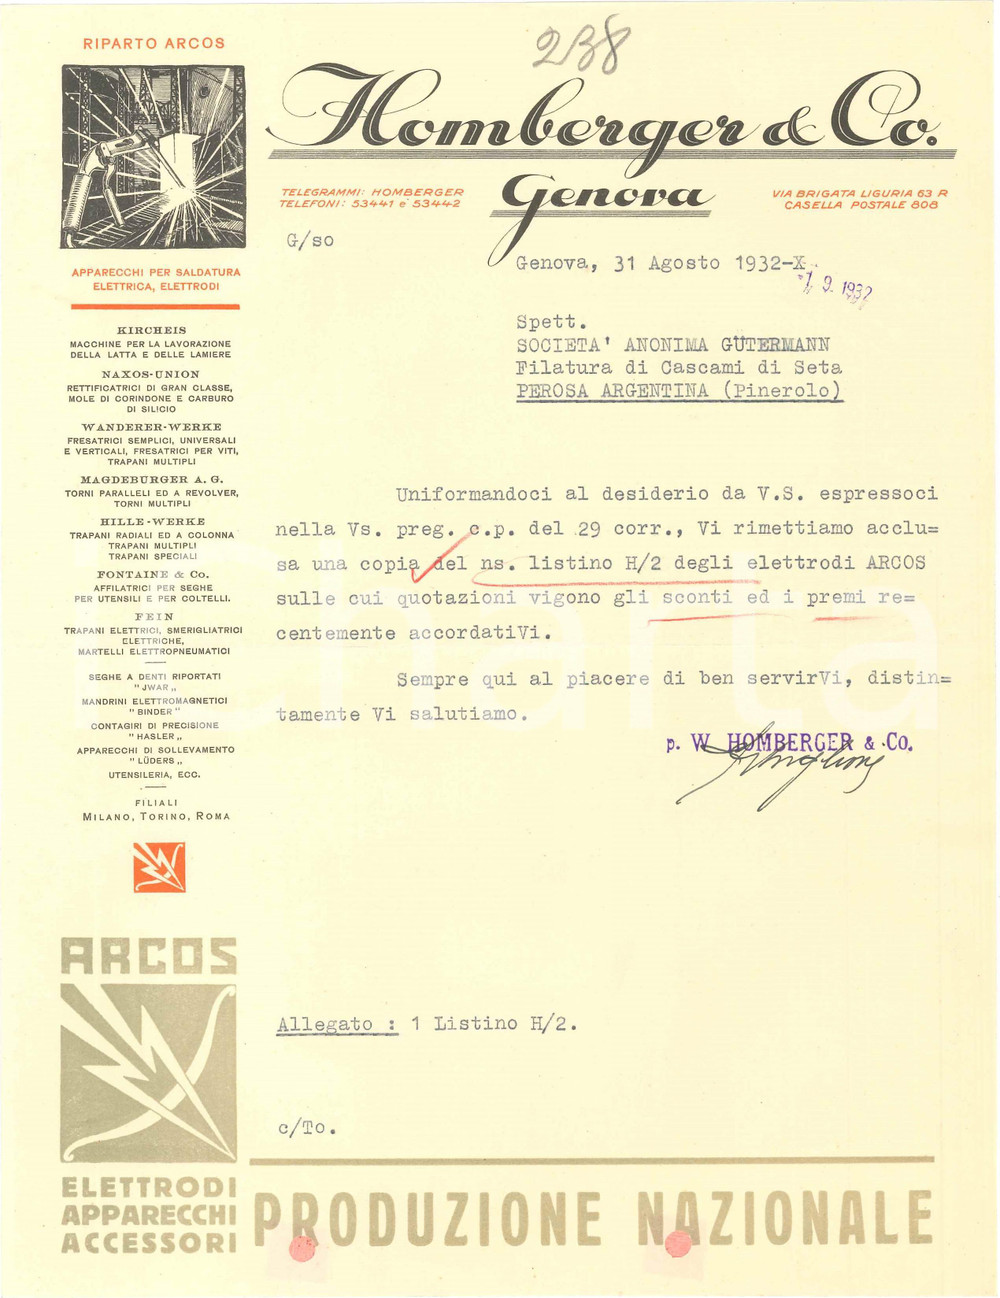 238
RIPARTO ARCOS
Homberger & Co.
Genova
TELEGRAMMI: HOMBERGER
TELEFONI: 53441 e 53442
VIA BRIGATA LIGURIA 63 R
CASELLA POSTALE 808
G/so
Genova, 31 Agosto 1932-X.
1 9. 1932
APPARECCHI PER SALDATURA
ELETTRICA, ELETTRODI
KIRCHEIS
MACCHINE PER LA LAVORAZIONE
DELLA LATTA E DELLE LAMIERE
NAXOS-UNION
RETTIFICATRICI DI GRAN CLASSE,
MOLE DI CORINDONE E CARBURO
DI SILICIO
WANDERER-WERKE
FRESATRICI SEMPLICI, UNIVERSALI
E VERTICALI, FRESATRICI PER VITI,
TRAPANI MULTIPLI
MAGDEBURGER A. G.
TORNI PARALLELI ED A REVOLVER,
TORNI MULTIPLI
HILLE-WERKE
TRAPANI RADIALI ED A COLONNA
TRAPANI MULTIPLI
TRAPANI SPECIALI
FONTAINE & Co.
AFFILATRICI PER SEGHE
PER UTENSILI E PER COLTELLI.
FEIN
TRAPANI ELETTRICI, SMERIGLIATRICI
ELETTRICHE,
MARTELLI ELETTROPNEUMATICI
SEGHE A DENTI RIPORTATI
"JWAR„
MANDRINI ELETTROMAGNETICI
"BINDER"
CONTAGIRI DI PRECISIONE
"HASLER„
APPARECCHI DI SOLLEVAMENTO
"LÜDERS„
UTENSILERIA, ECC.
FILIALI
MILANO, TORINO, ROMA
Spett.
SOCIETA' ANONIMA GÜTERMANN
Filatura di Cascami di Seta
PEROSA ARGENTINA (Pinerolo)
Uniformandoci al desiderio da V.S. espressoci
nella Vs. preg. c.p. del 29 corr., Vi rimettiamo acclu=
sa una copia del ns. listino H/2 degli elettrodi ARCOS
sulle cui quotazioni vigono gli sconti ed i premi re=
centemente accordatiVi.
Sempre qui al piacere di ben servirVi, distin=
tamente Vi salutiamo.
p. W. HOMBERGER & Co.
Allegato : 1 Listino H/2.
c/To.
ARCOS
ELETTRODI
APPARECCHI
ACCESSORI
PRODUZIONE NAZIONALE